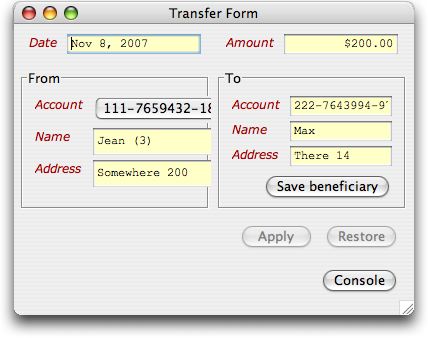 Transfer Form
Date Nov 8, 2007 Amount $200.00
From
Account 111-7659432-18
Name Jean (3)
Address Somewhere 200
To
Account 222-7643994-9
Name Max
Address There 14
Save beneficiary
Apply Restore
Console